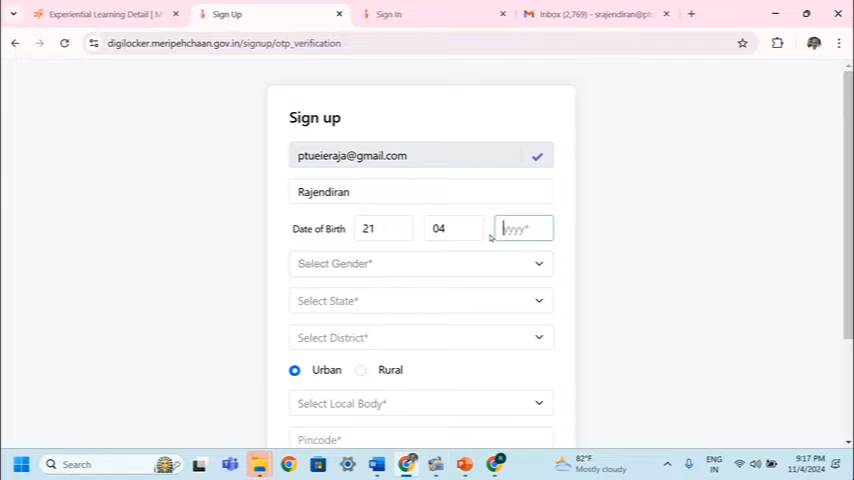 Experiential Learning Detail | M
Sign Up
Sign In
Inbox (2,769) - srajendiran@pt
digilocker.meripehchaan.gov.in/signup/otp_verification
Sign up
ptueieraja@gmail.com
Rajendiran
Date of Birth 21 04 yyyy*
Select Gender*
Select State*
Select District*
Urban Rural
Select Local Body*
Pincode*
Search
82°F
Mostly cloudy
ENG
IN
9:17 PM
11/4/2024